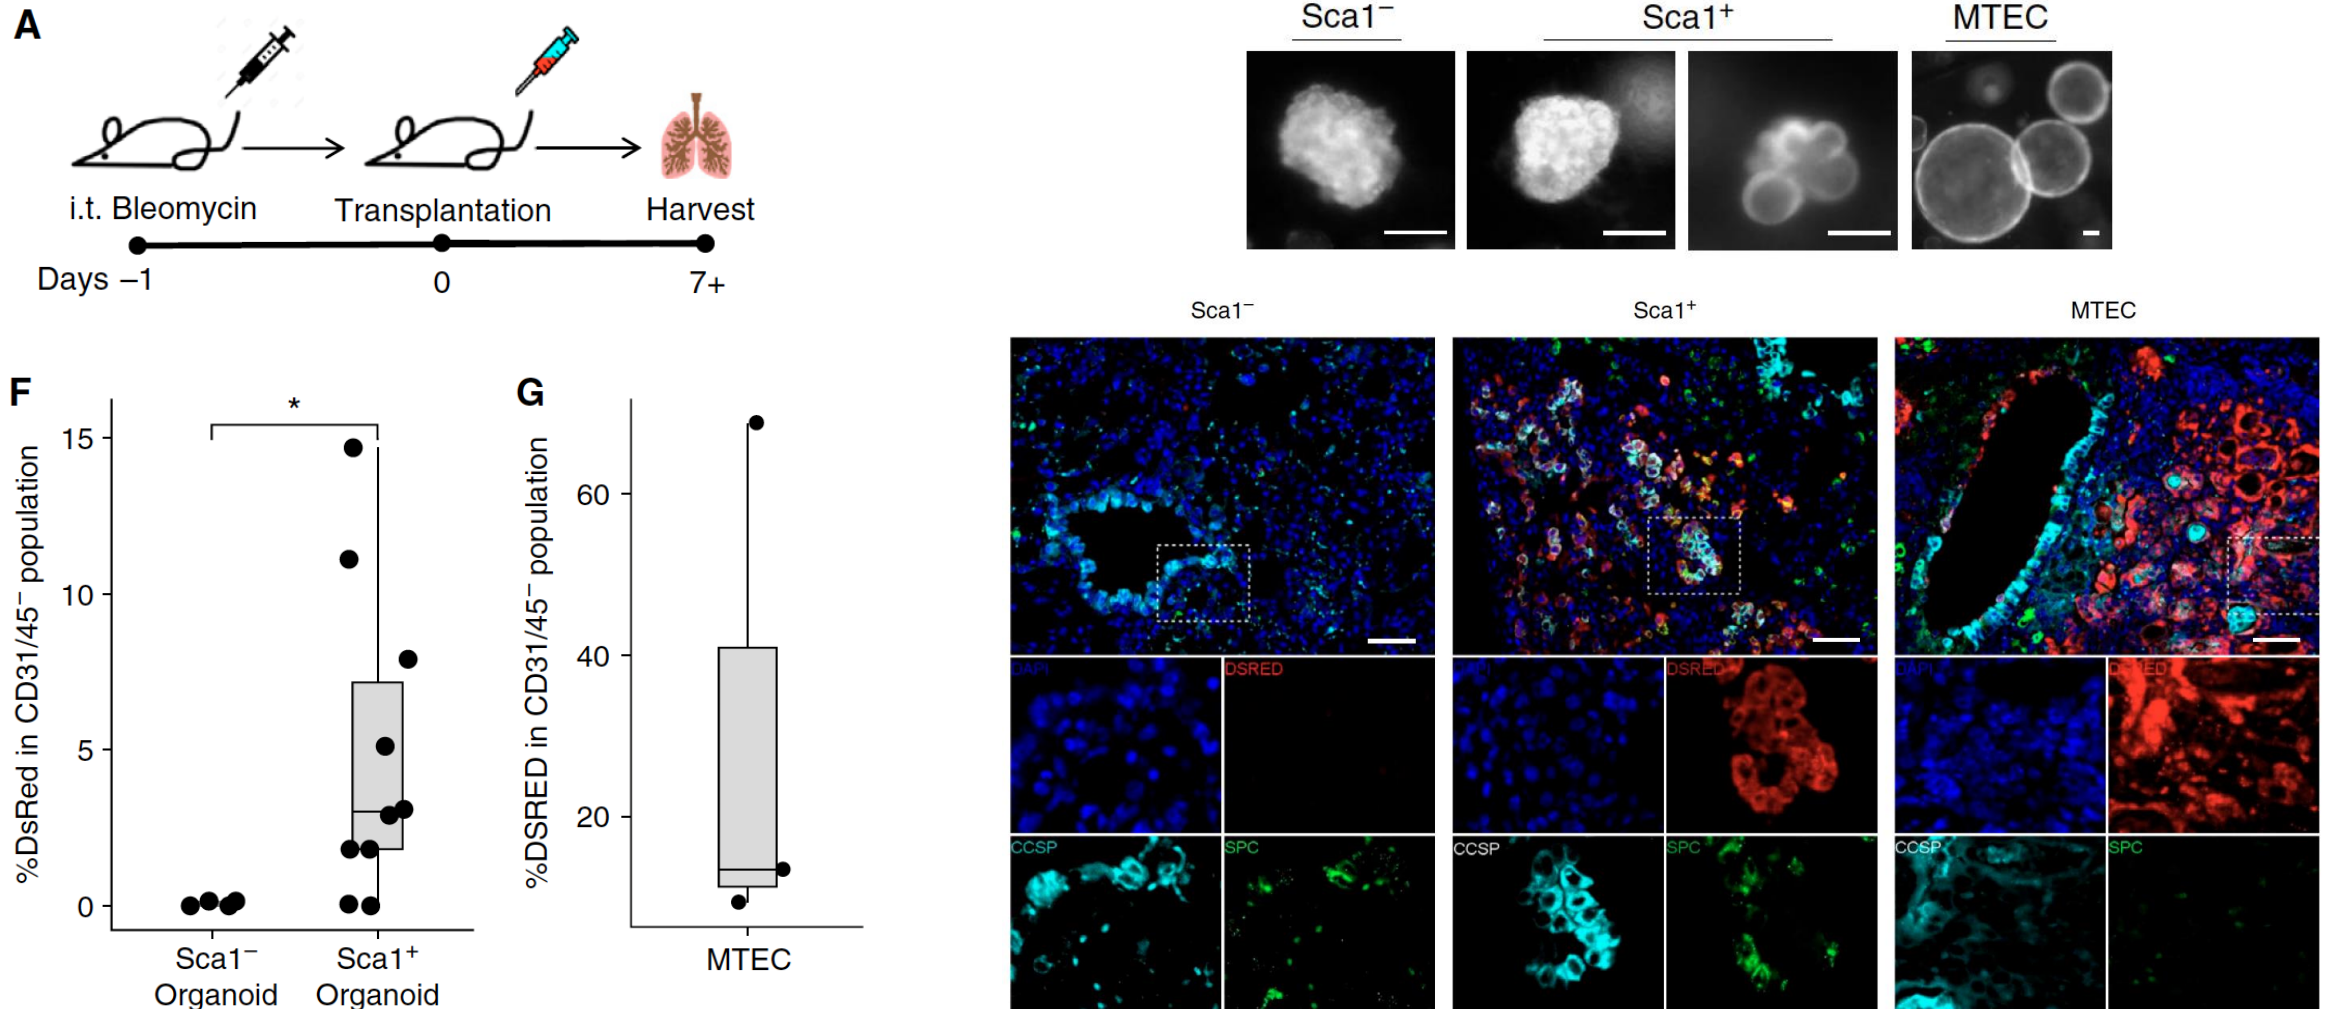 A
i.t. Bleomycin
Transplantation
Harvest
Days –1
0
7+
Sca1⁻
Sca1⁺
MTEC
F
*
%DsRed in CD31/45⁻ population
15
10
5
0
Sca1⁻
Organoid
Sca1⁺
Organoid
G
%DSRED in CD31/45⁻ population
60
40
20
MTEC
Sca1⁻
Sca1⁺
MTEC
DAPI
DSRED
DAPI
DSRED
DAPI
DSRED
CCSP
SPC
CCSP
SPC
CCSP
SPC